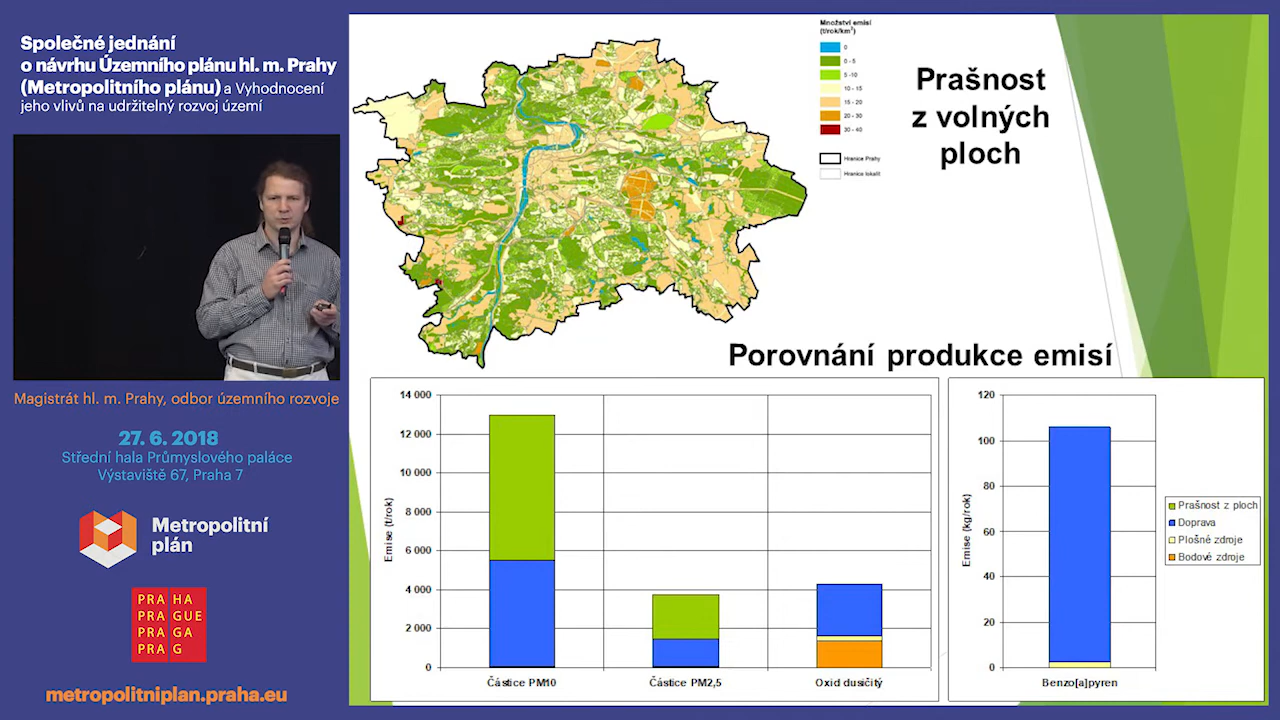 Společné jednání
o návrhu Územního plánu hl. m. Prahy
(Metropolitního plánu) a Vyhodnocení
jeho vlivů na udržitelný rozvoj území
Magistrát hl. m. Prahy, odbor územního rozvoje
27. 6. 2018
Střední hala Průmyslového paláce
Výstaviště 67, Praha 7
Metropolitní
plán
PRA HA
PRA GUE
PRA GA
PRA G
metropolitniplan.praha.eu
Množství emisí
(t/rok/km²)
0
0 - 5
5 - 10
10 - 15
15 - 20
20 - 30
30 - 40
Hranice Prahy
Hranice lokalit
Prašnost
z volných
ploch
Porovnání produkce emisí
14 000
12 000
10 000
8 000
6 000
4 000
2 000
0
Emise (t/rok)
Částice PM10
Částice PM2,5
Oxid dusičitý
120
100
80
60
40
20
0
Emise (kg/rok)
Benzo[a]pyren
Prašnost z ploch
Doprava
Plošné zdroje
Bodové zdroje